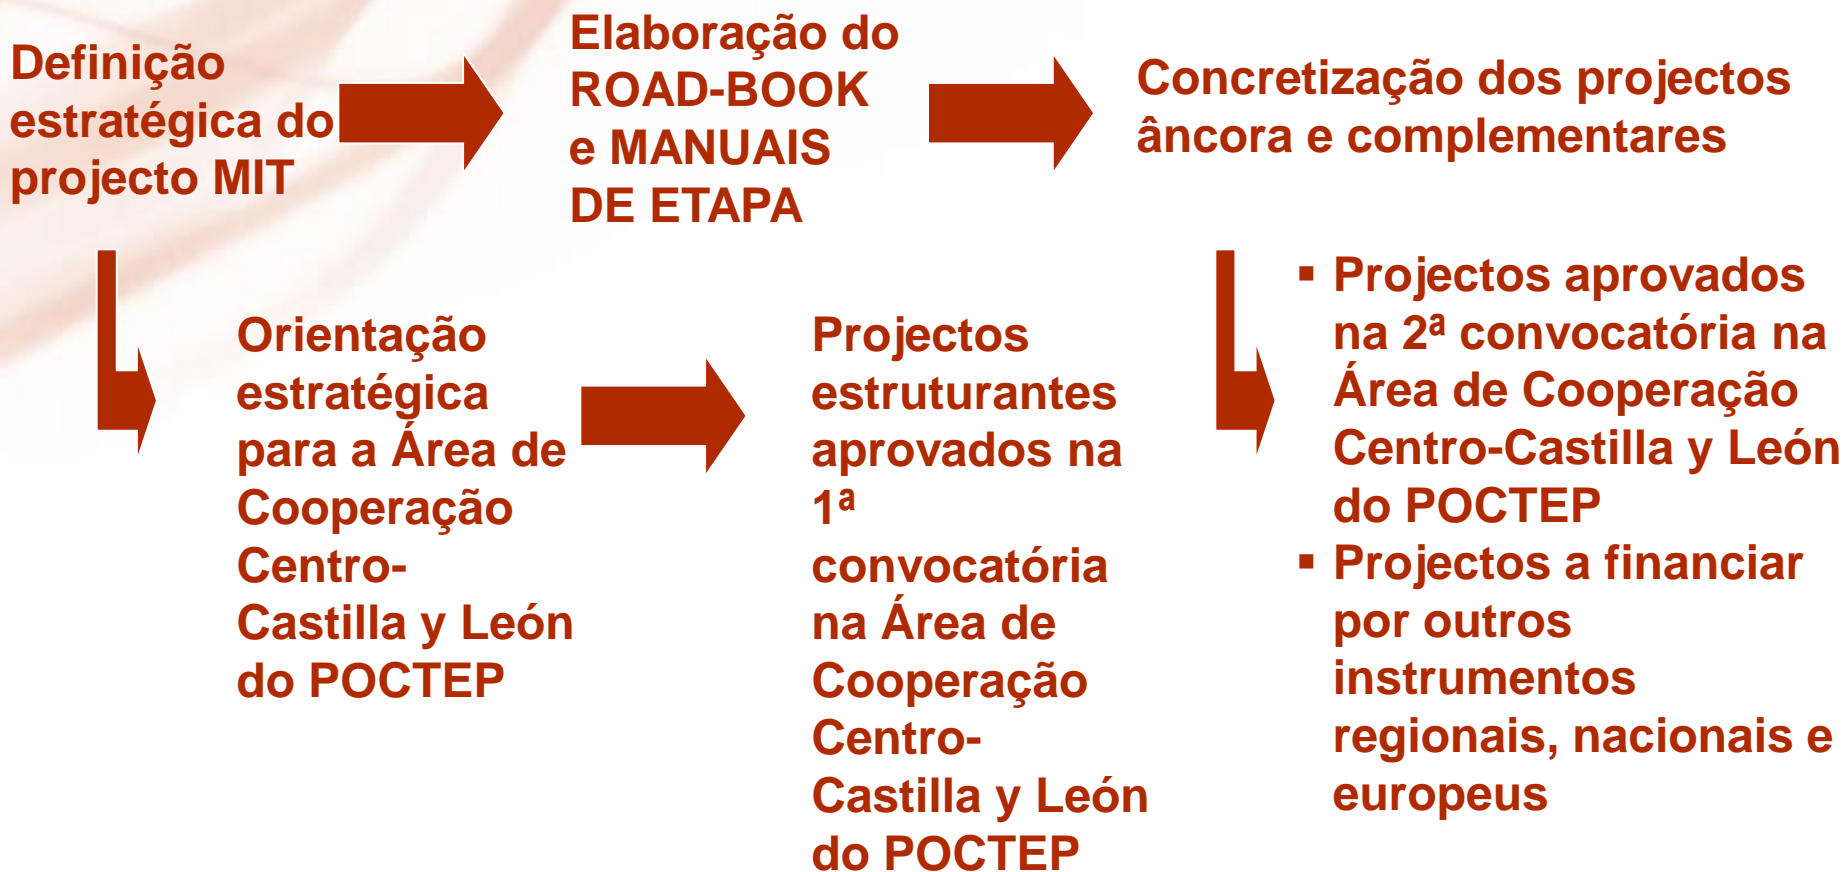 Definição
estratégica do
projecto MIT
Elaboração do
ROAD-BOOK
e MANUAIS
DE ETAPA
Concretização dos projectos
âncora e complementares
Orientação
estratégica
para a Área de
Cooperação
Centro-
Castilla y León
do POCTEP
Projectos
estruturantes
aprovados na
1ª
convocatória
na Área de
Cooperação
Centro-
Castilla y León
do POCTEP
▪ Projectos aprovados
na 2ª convocatória na
Área de Cooperação
Centro-Castilla y León
do POCTEP
▪ Projectos a financiar
por outros
instrumentos
regionais, nacionais e
europeus